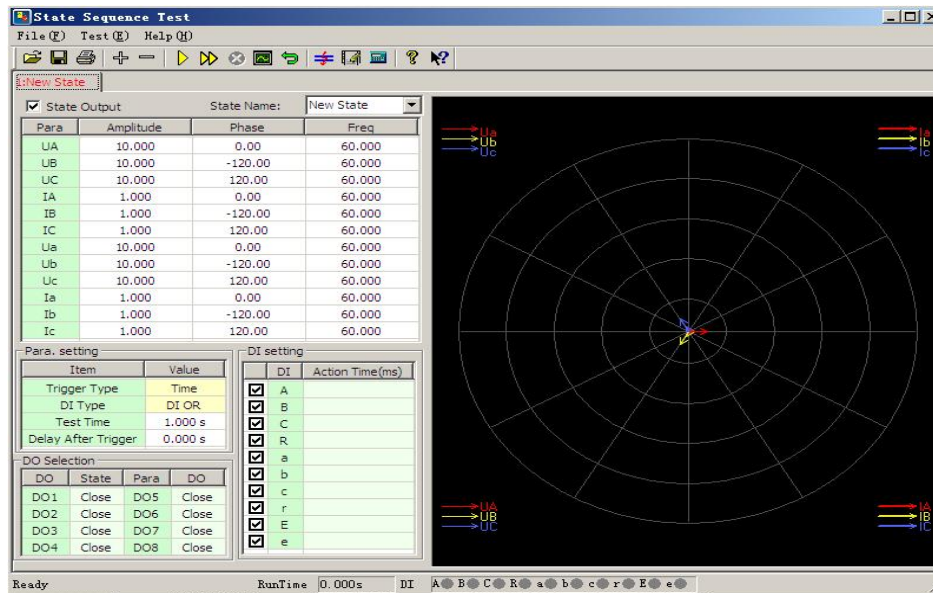 State Sequence Test
File(F) Test(E) Help(H)
1:New State
State Output State Name: New State
Para Amplitude Phase Freq
UA 10.000 0.00 60.000
UB 10.000 -120.00 60.000
UC 10.000 120.00 60.000
IA 1.000 0.00 60.000
IB 1.000 -120.00 60.000
IC 1.000 120.00 60.000
Ua 10.000 0.00 60.000
Ub 10.000 -120.00 60.000
Uc 10.000 120.00 60.000
Ia 1.000 0.00 60.000
Ib 1.000 -120.00 60.000
Ic 1.000 120.00 60.000
Para. setting
Item Value
Trigger Type Time
DI Type DI OR
Test Time 1.000 s
Delay After Trigger 0.000 s
DI setting
DI Action Time(ms)
A
B
C
R
a
b
c
r
E
e
DO Selection
DO State Para DO
DO1 Close DO5 Close
DO2 Close DO6 Close
DO3 Close DO7 Close
DO4 Close DO8 Close
Ua
Ub
Uc
Ia
Ib
Ic
UA
UB
UC
IA
IB
IC
Ready RunTime 0.000s DI A B C R a b c r E e